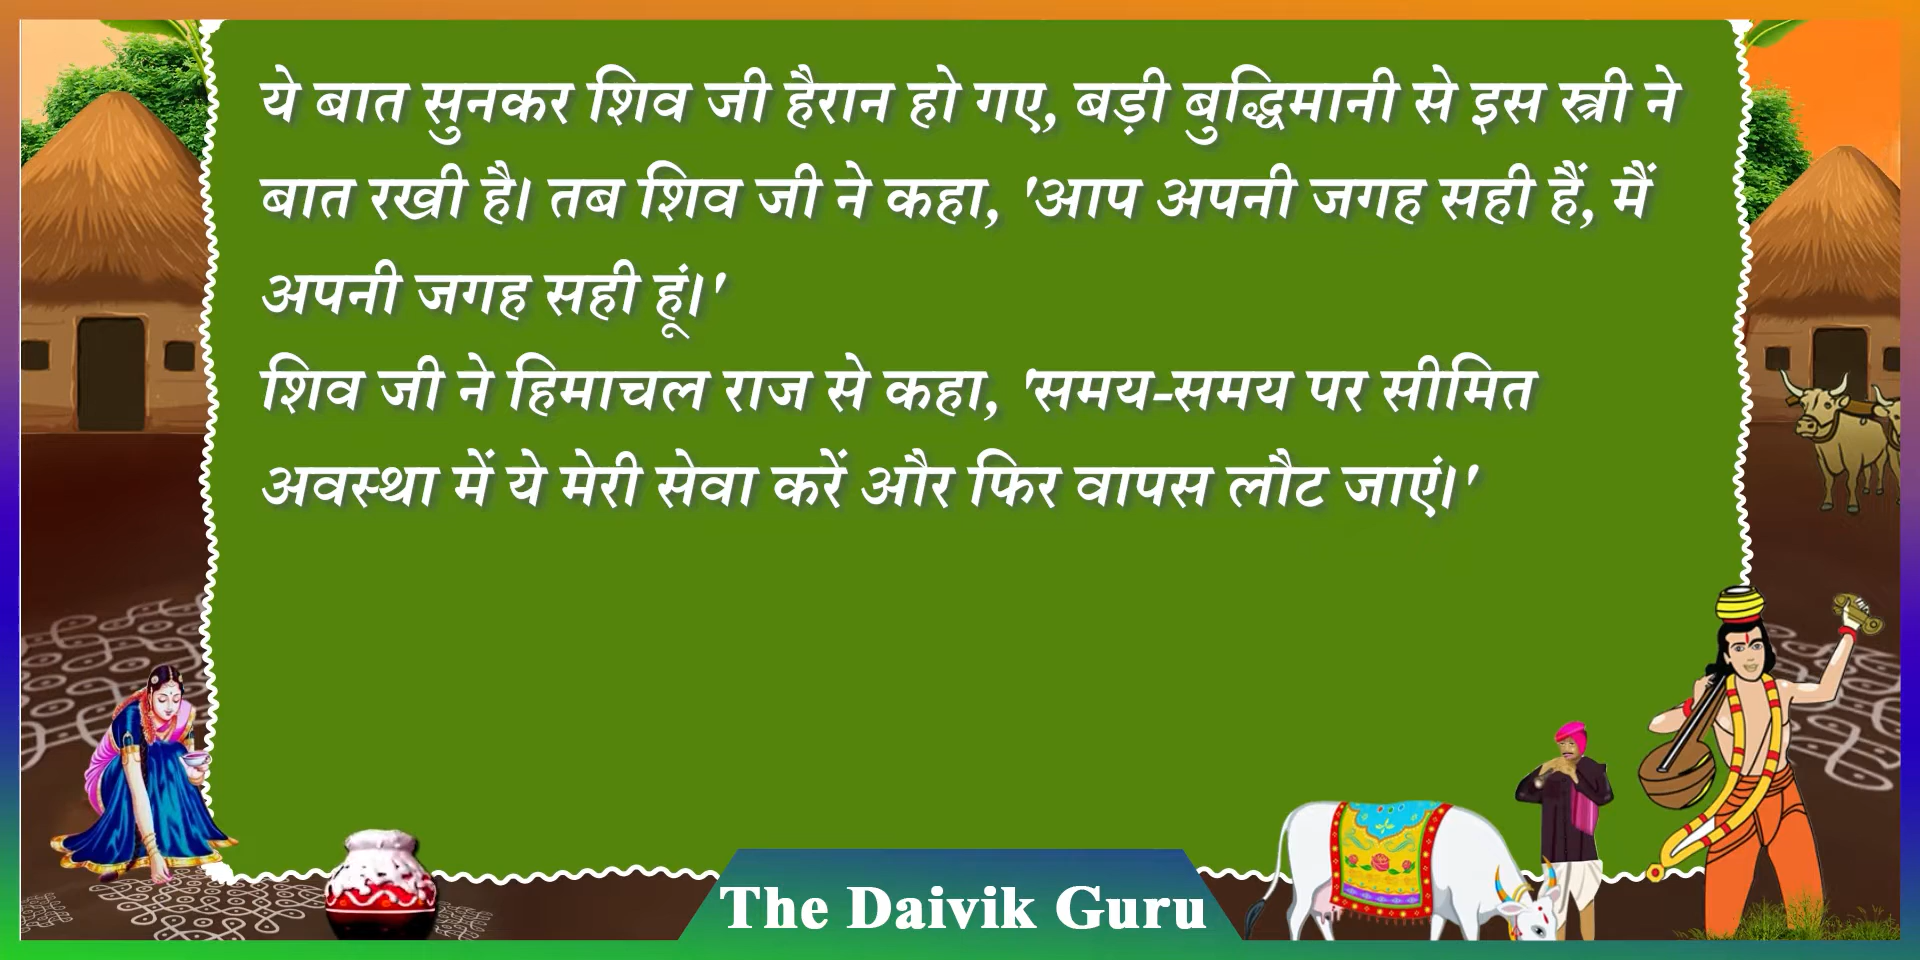 ये बात सुनकर शिव जी हैरान हो गए, बड़ी बुद्धिमानी से इस स्त्री ने
बात रखी है। तब शिव जी ने कहा, 'आप अपनी जगह सही हैं, मैं
अपनी जगह सही हूं।'
शिव जी ने हिमाचल राज से कहा, 'समय-समय पर सीमित
अवस्था में ये मेरी सेवा करें और फिर वापस लौट जाएं।'
The Daivik Guru